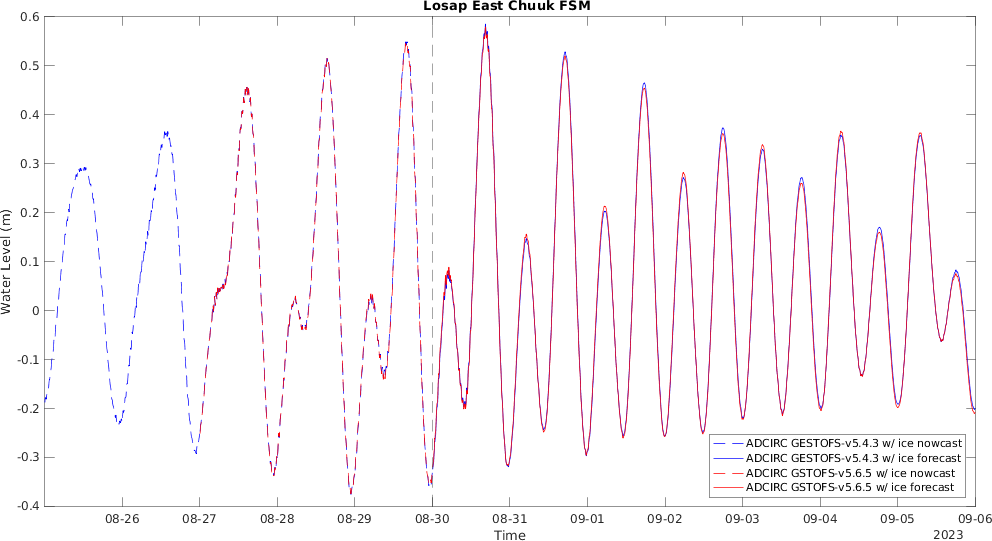 Losap East Chuuk FSM
0.6
0.5
0.4
0.3
0.2
0.1
0
-0.1
-0.2
-0.3
-0.4
Water Level (m)
ADCIRC GESTOFS-v5.4.3 w/ ice nowcast
ADCIRC GESTOFS-v5.4.3 w/ ice forecast
ADCIRC GSTOFS-v5.6.5 w/ ice nowcast
ADCIRC GSTOFS-v5.6.5 w/ ice forecast
08-26 08-27 08-28 08-29 08-30 08-31 09-01 09-02 09-03 09-04 09-05 09-06
Time
2023